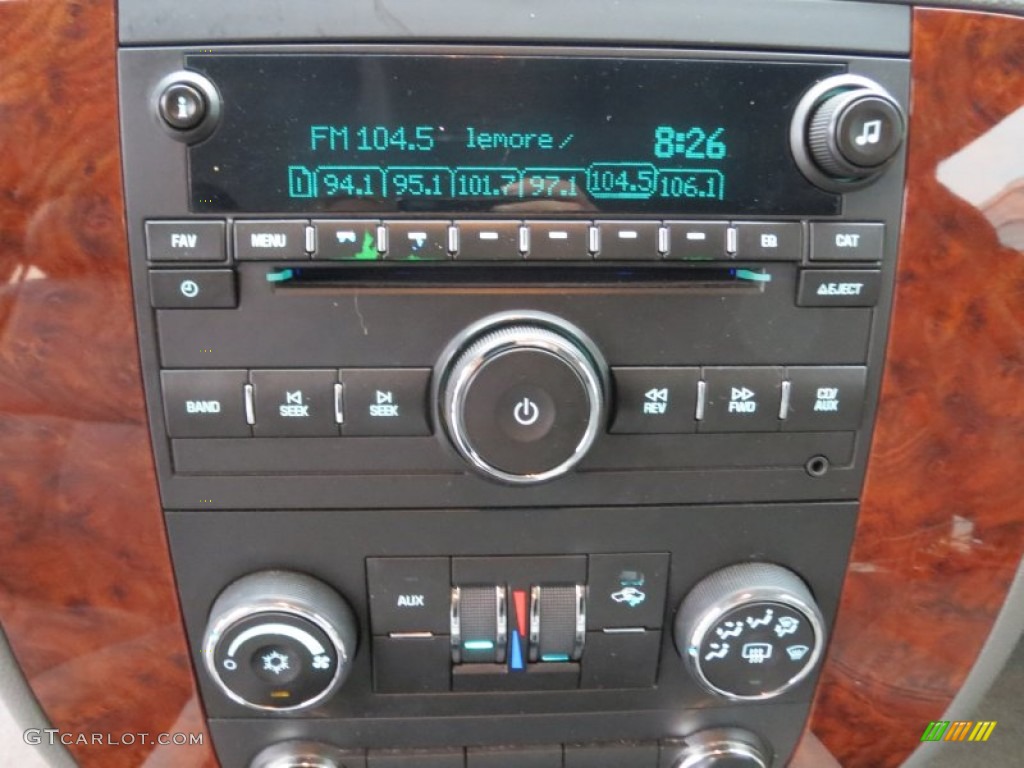 FM 104.5 lemore / 8:26
1 94.1 95.1 101.7 97.1 104.5 106.1
FAV MENU EQ CAT
EJECT
BAND SEEK SEEK REV FWD CD/
AUX
AUX
GTCARLOT.COM